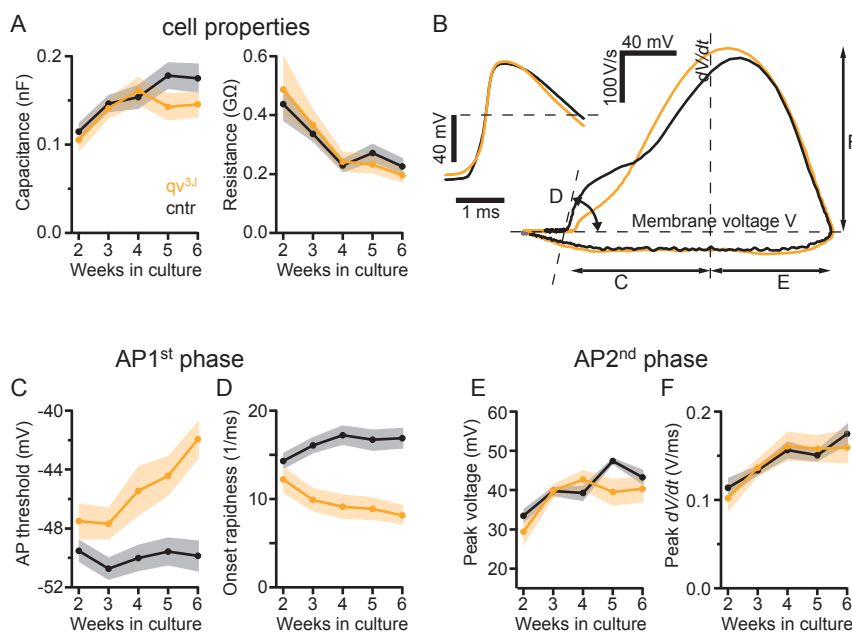 A
cell properties
Capacitance (nF)
0.2
0.1
0.0
qv3J
cntr
2 3 4 5 6
Weeks in culture
Resistance (GΩ)
0.6
0.4
0.2
0.0
2 3 4 5 6
Weeks in culture
B
40 mV
100 V/s
dV/dt
40 mV
1 ms
D
F
Membrane voltage V
C
E
AP1st phase
C
AP threshold (mV)
-40
-44
-48
-52
2 3 4 5 6
Weeks in culture
D
Onset rapidness (1/ms)
20
15
10
5
0
2 3 4 5 6
Weeks in culture
AP2nd phase
E
Peak voltage (mV)
60
50
40
30
20
2 3 4 5 6
Weeks in culture
F
Peak dV/dt (V/ms)
0.2
0.1
0.0
2 3 4 5 6
Weeks in culture